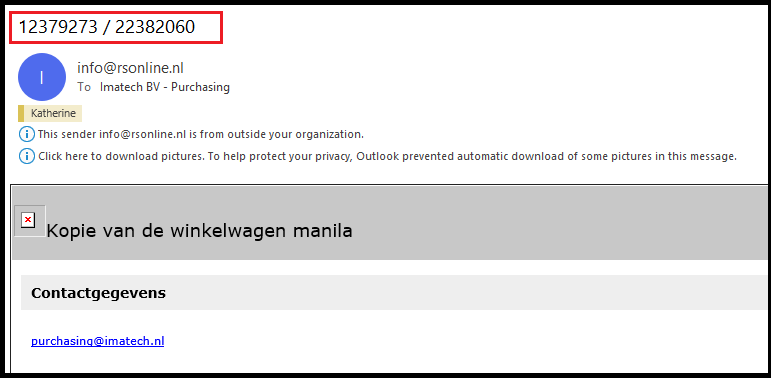 12379273 / 22382060
I
info@rsonline.nl
To Imatech BV - Purchasing
Katherine
This sender info@rsonline.nl is from outside your organization.
Click here to download pictures. To help protect your privacy, Outlook prevented automatic download of some pictures in this message.
Kopie van de winkelwagen manila
Contactgegevens
purchasing@imatech.nl